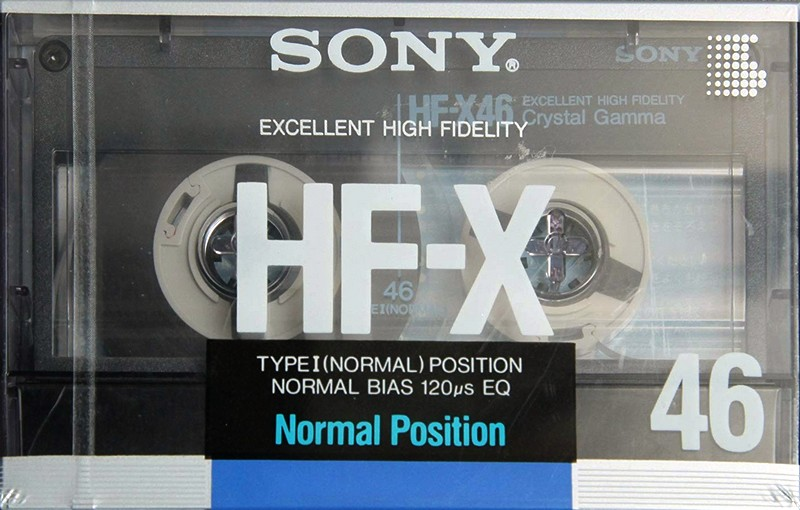 SONY®
SONY
HF-X46 EXCELLENT HIGH FIDELITY
Crystal Gamma
EXCELLENT HIGH FIDELITY
HF-X
46
TYPE I (NORMAL) POSITION
NORMAL BIAS 120μs EQ
Normal Position
46